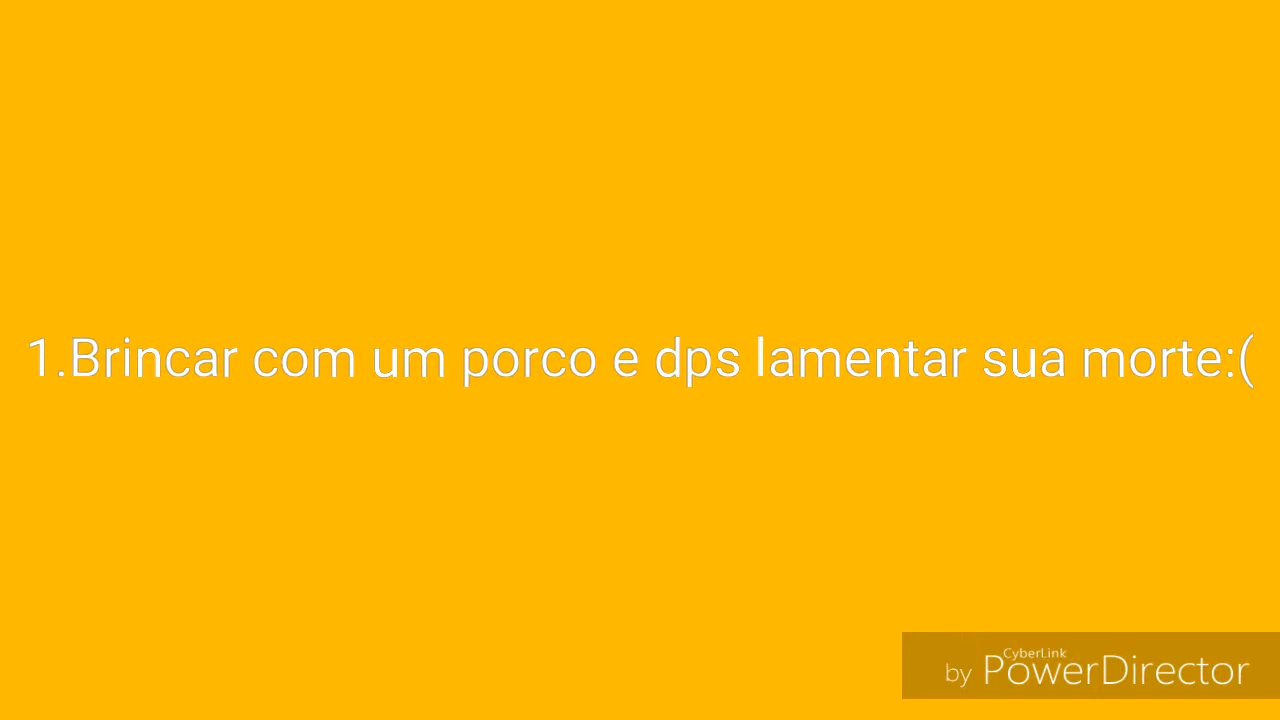 1.Brincar com um porco e dps lamentar sua morte:(
CyberLink
by PowerDirector